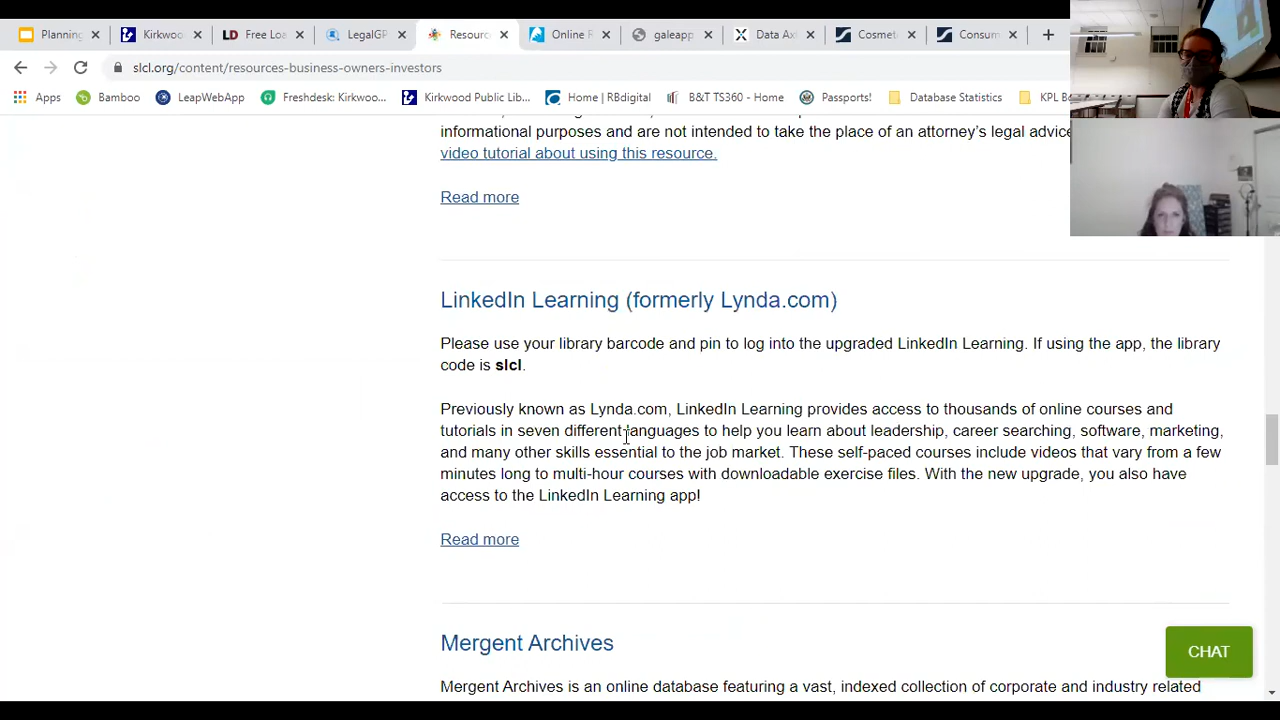 Planning
Kirkwoo
Free Loa
LegalG
Resourc
Online R
galeapp
Data Axi
Cosmet
Consum
slcl.org/content/resources-business-owners-investors
Apps
Bamboo
LeapWebApp
Freshdesk: Kirkwoo...
Kirkwood Public Lib...
Home | RBdigital
B&T TS360 - Home
Passports!
Database Statistics
KPL B
informational purposes and are not intended to take the place of an attorney's legal advice
video tutorial about using this resource.
Read more
LinkedIn Learning (formerly Lynda.com)
Please use your library barcode and pin to log into the upgraded LinkedIn Learning. If using the app, the library
code is slcl.
Previously known as Lynda.com, LinkedIn Learning provides access to thousands of online courses and
tutorials in seven different languages to help you learn about leadership, career searching, software, marketing,
and many other skills essential to the job market. These self-paced courses include videos that vary from a few
minutes long to multi-hour courses with downloadable exercise files. With the new upgrade, you also have
access to the LinkedIn Learning app!
Read more
Mergent Archives
CHAT
Mergent Archives is an online database featuring a vast, indexed collection of corporate and industry related